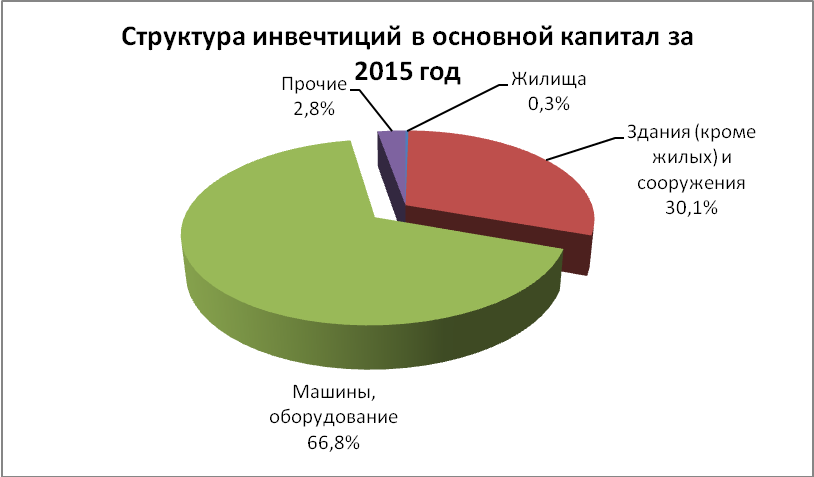 Структура инвечтиций в основной капитал за
2015 год
Прочие
2,8%
Жилища
0,3%
Здания (кроме
жилых) и
сооружения
30,1%
Машины,
оборудование
66,8%